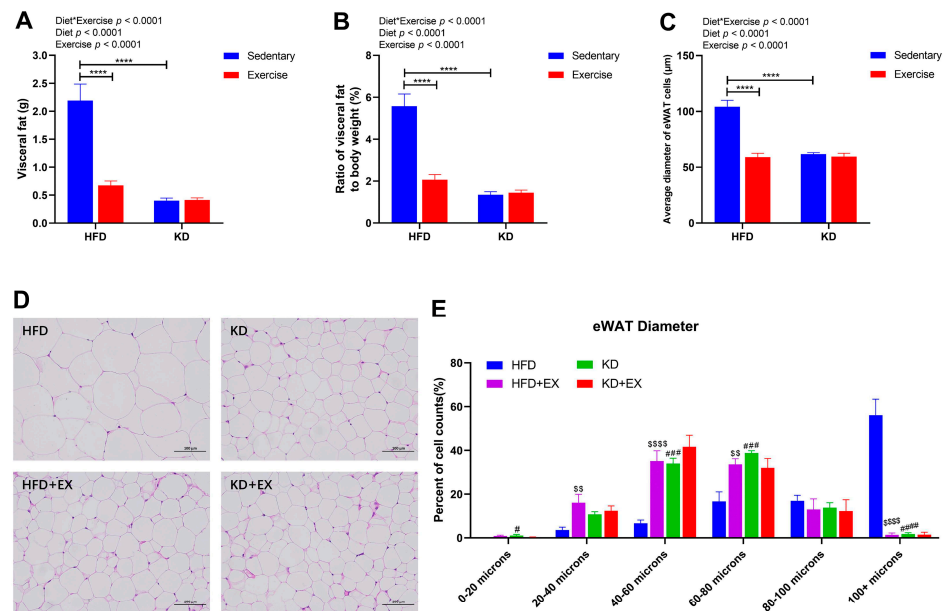 A
Diet*Exercise p < 0.0001
Diet p < 0.0001
Exercise p < 0.0001
Visceral fat (g)
3.0
2.5
2.0
1.5
1.0
0.5
0.0
****
****
HFD
KD
Sedentary
Exercise
B
Diet*Exercise p < 0.0001
Diet p < 0.0001
Exercise p < 0.0001
Ratio of visceral fat
to body weight (%)
8
6
4
2
0
****
****
HFD
KD
Sedentary
Exercise
C
Diet*Exercise p < 0.0001
Diet p < 0.0001
Exercise p < 0.0001
Average diameter of eWAT cells (μm)
150
100
50
0
****
****
HFD
KD
Sedentary
Exercise
D
HFD
KD
HFD+EX
KD+EX
E
eWAT Diameter
HFD
KD
HFD+EX
KD+EX
Percent of cell counts(%)
80
60
40
20
0
#
$$
$$$$
###
$$
###
$$$$
####
0-20 microns
20-40 microns
40-60 microns
60-80 microns
80-100 microns
100+ microns